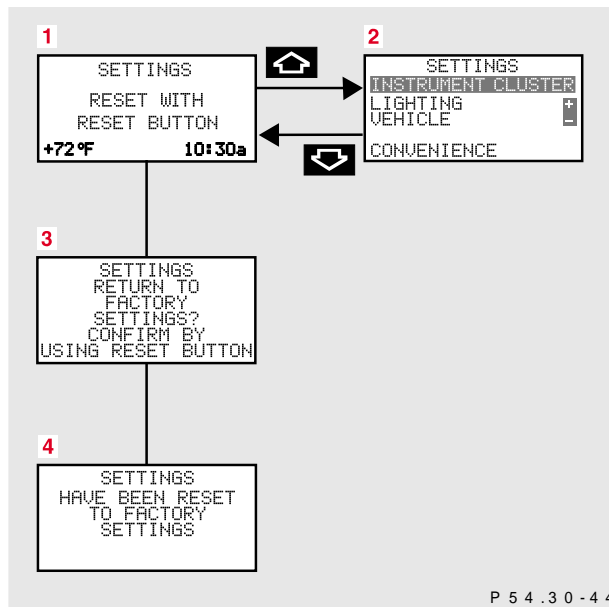 1
SETTINGS
RESET WITH
RESET BUTTON
+72°F 10:30a
2
SETTINGS
INSTRUMENT CLUSTER
LIGHTING +
VEHICLE –
CONVENIENCE
3
SETTINGS
RETURN TO
FACTORY
SETTINGS?
CONFIRM BY
USING RESET BUTTON
4
SETTINGS
HAVE BEEN RESET
TO FACTORY
SETTINGS
P54.30-44